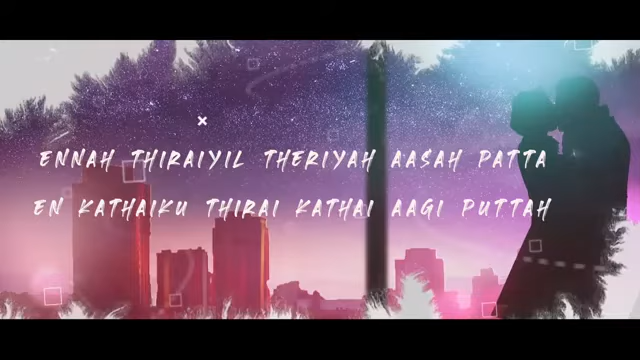 ENNAH THIRAIYIL THERIYAH AASAH PATTA
EN KATHAIKU THIRAI KATHAI AAGI PUTTAH